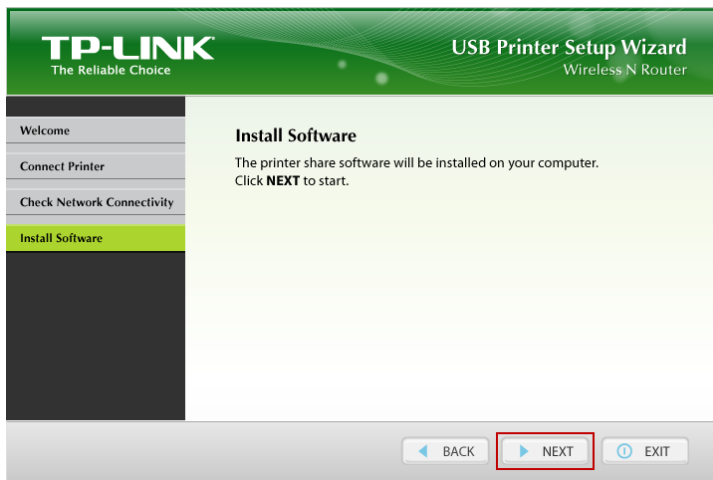 TP-LINK
The Reliable Choice
USB Printer Setup Wizard
Wireless N Router
Welcome
Connect Printer
Check Network Connectivity
Install Software
Install Software
The printer share software will be installed on your computer.
Click NEXT to start.
BACK
NEXT
EXIT